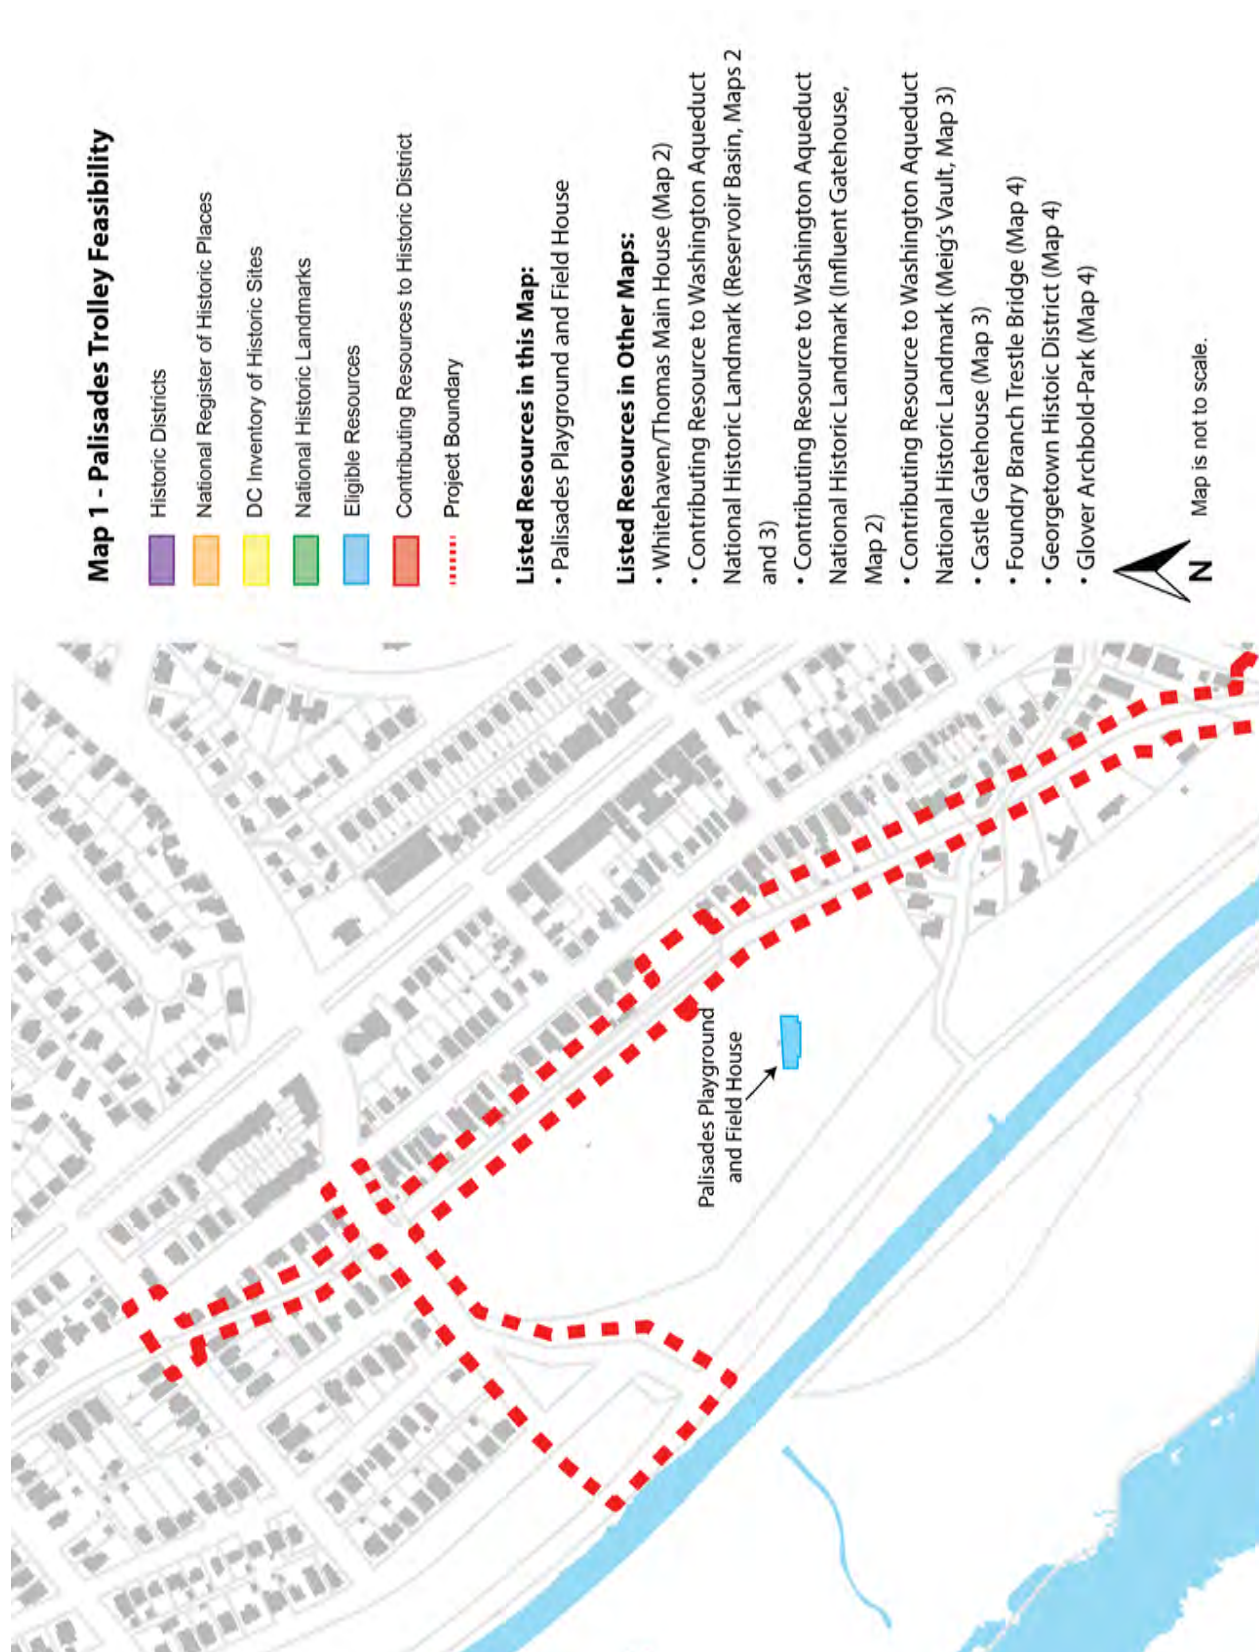 Map 1 - Palisades Trolley Feasibility
Historic Districts
National Register of Historic Places
DC Inventory of Historic Sites
National Historic Landmarks
Eligible Resources
Contributing Resources to Historic District
Project Boundary
Listed Resources in this Map:
• Palisades Playground and Field House
Listed Resources in Other Maps:
• Whitehaven/Thomas Main House (Map 2)
• Contributing Resource to Washington Aqueduct
National Historic Landmark (Reservoir Basin, Maps 2
and 3)
• Contributing Resource to Washington Aqueduct
National Historic Landmark (Influent Gatehouse,
Map 2)
• Contributing Resource to Washington Aqueduct
National Historic Landmark (Meig's Vault, Map 3)
• Castle Gatehouse (Map 3)
• Foundry Branch Trestle Bridge (Map 4)
• Georgetown Histoic District (Map 4)
• Glover Archbold-Park (Map 4)
N
Map is not to scale.
Palisades Playground
and Field House